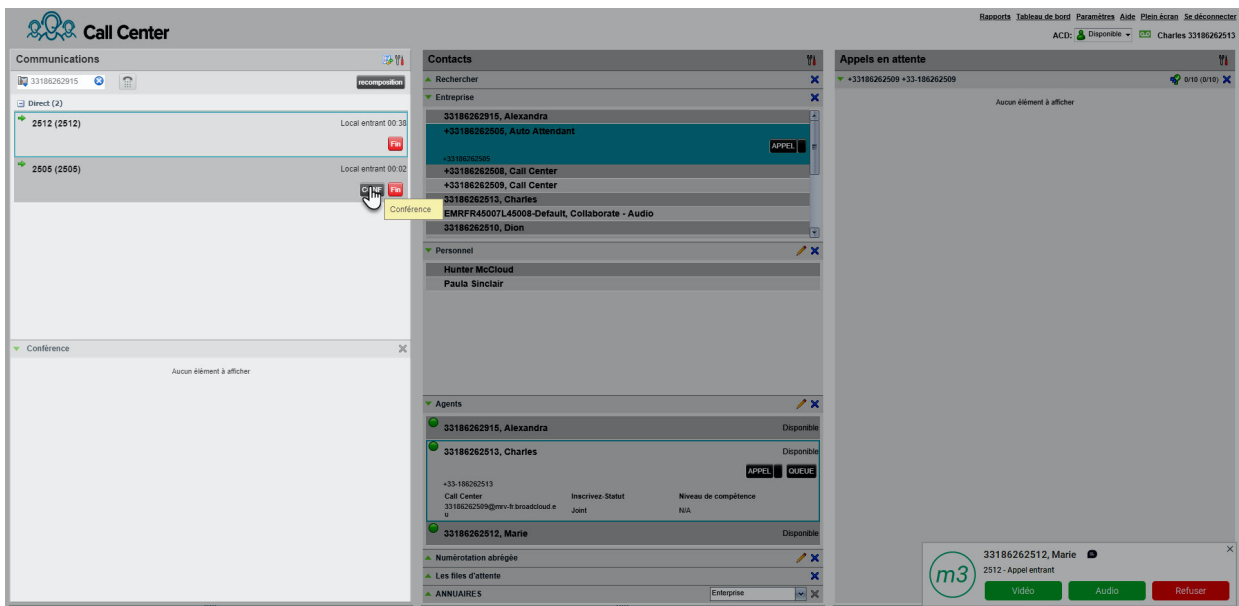 Rapports Tableau de bord Paramètres Aide Plein écran Se déconnecter
Call Center
ACD: Disponible Charles 33186262513
Communications
33186262915
recomposition
Direct (2)
2512 (2512)
Local entrant 00:38
Fin
2505 (2505)
Local entrant 00:02
Fin
Conférence
Conférence
Aucun élément à afficher
Contacts
Rechercher
Entreprise
33186262915, Alexandra
+33186262505, Auto Attendant
APPEL
+33186262505
+33186262508, Call Center
+33186262509, Call Center
33186262513, Charles
EMRFR45007L45008-Default, Collaborate - Audio
33186262510, Dion
Personnel
Hunter McCloud
Paula Sinclair
Agents
33186262915, Alexandra Disponible
33186262513, Charles Disponible
APPEL QUEUE
+33-186262513
Call Center Inscrivez-Statut Niveau de compétence
33186262509@mrv-fr.broadcloud.e
u
Joint N/A
33186262512, Marie Disponible
Numérotation abrégée
Les files d'attente
ANNUAIRES Enterprise
Appels en attente
+33186262509 +33-186262509 0/10 (0/10)
Aucun élément à afficher
m3
33186262512, Marie
2512 - Appel entrant
Vidéo Audio Refuser